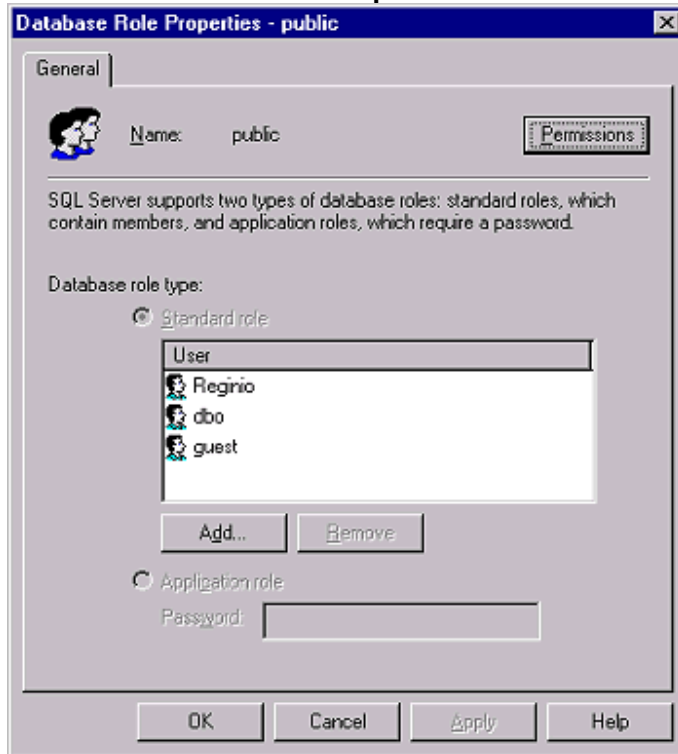 Database Role Properties - public
General
Name: public
Permissions
SQL Server supports two types of database roles: standard roles, which
contain members, and application roles, which require a password.
Database role type:
Standard role
User
Reginio
dbo
guest
Add...
Remove
Application role
Password:
OK
Cancel
Apply
Help